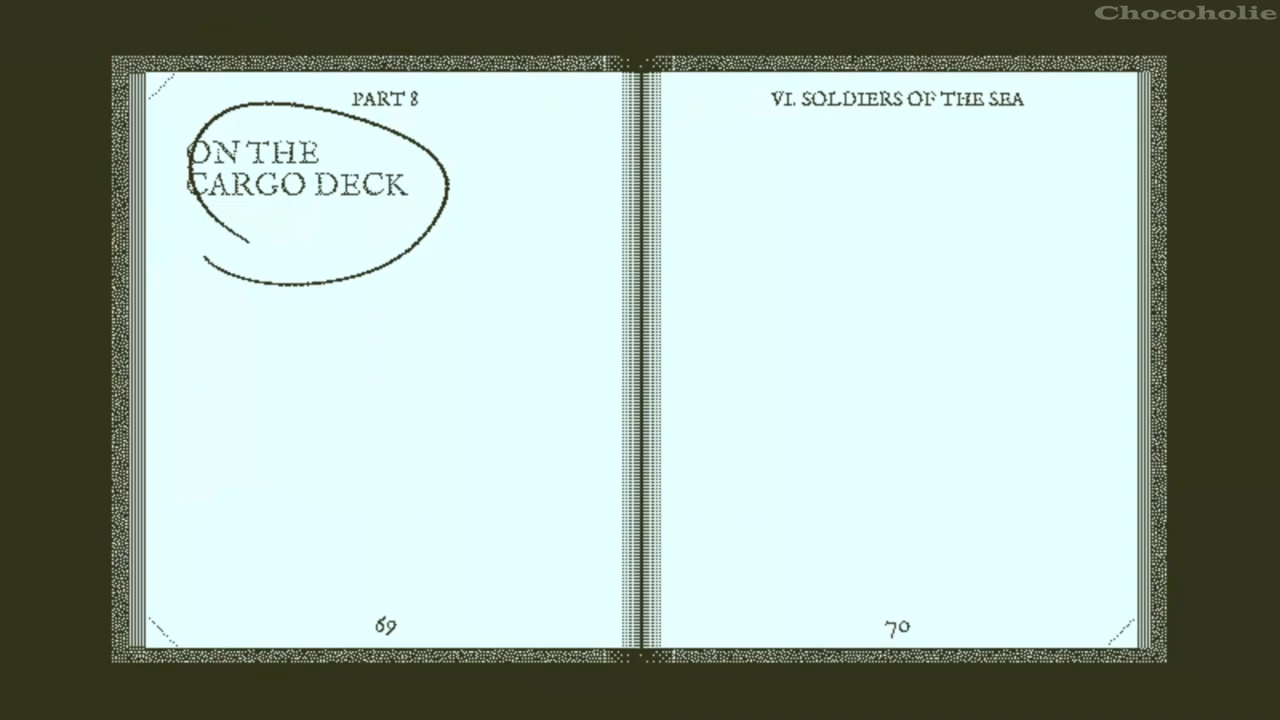 Chocoholie
PART 8
ON THE
CARGO DECK
69
VI. SOLDIERS OF THE SEA
70